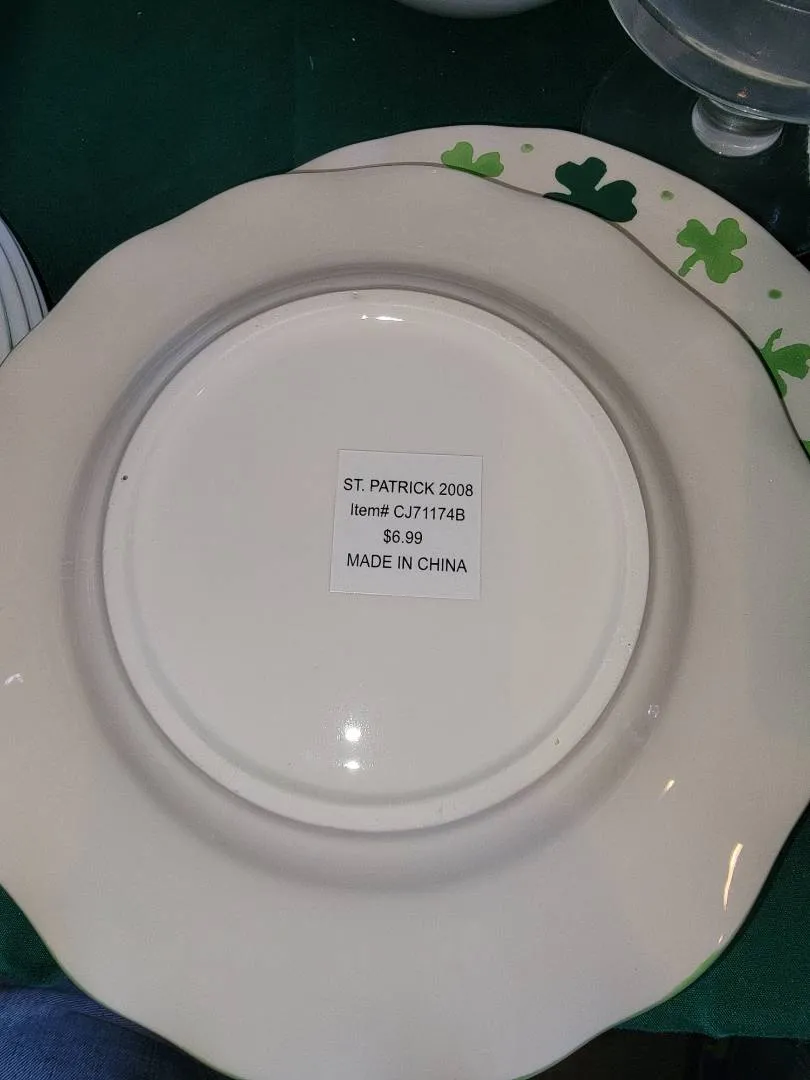 ST. PATRICK 2008
Item# CJ71174B
$6.99
MADE IN CHINA